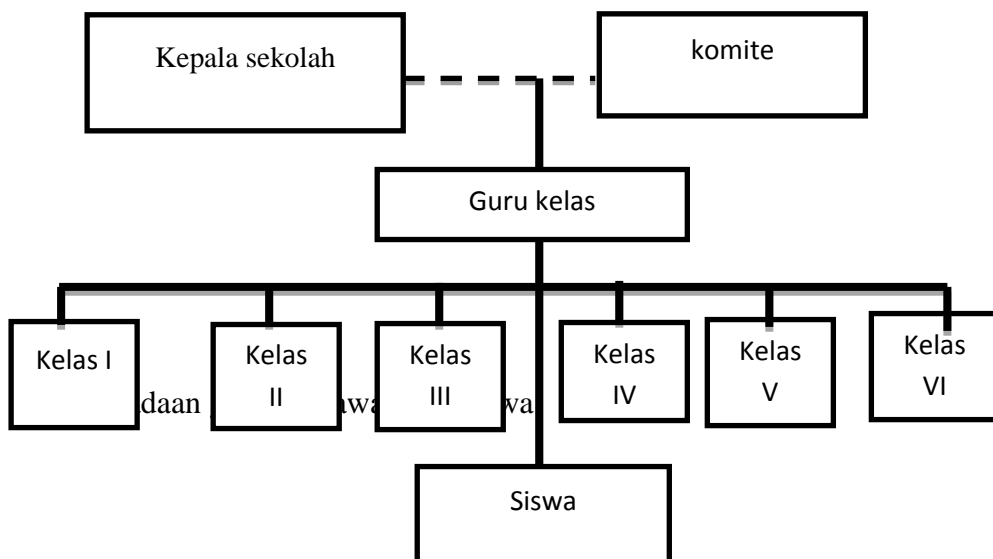 Kepala sekolah
komite
Guru kelas
Kelas I
Kelas
II
Kelas
III
Kelas
IV
Kelas
V
Kelas
VI
Siswa